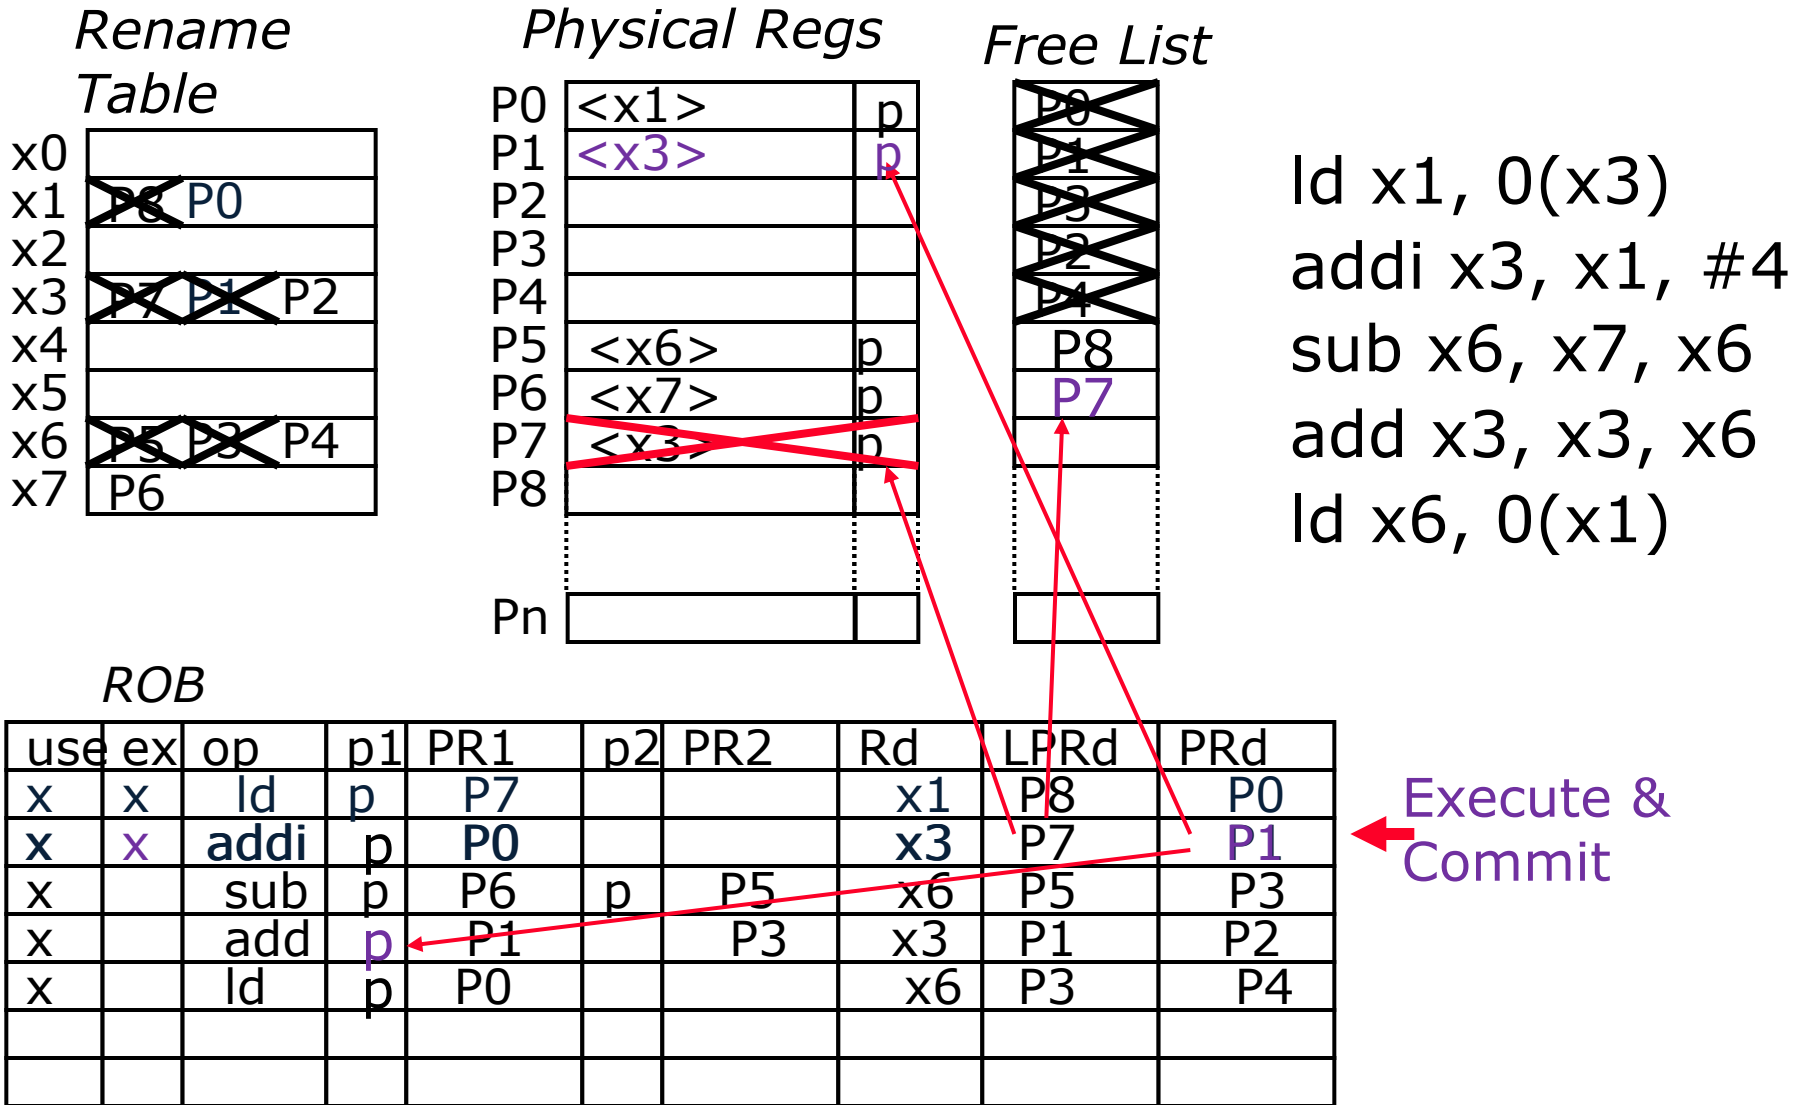 Rename Table
x0
x1 P8 P0
x2
x3 P7 P1 P2
x4
x5
x6 P5 P3 P4
x7 P6
Physical Regs
P0 <x1> p
P1 <x3> p
P2
P3
P4
P5 <x6> p
P6 <x7> p
P7 <x3> p
P8
Pn
Free List
P0
P1
P3
P2
P4
P8
P7
ld x1, 0(x3)
addi x3, x1, #4
sub x6, x7, x6
add x3, x3, x6
ld x6, 0(x1)
ROB
use ex op p1 PR1 p2 PR2 Rd LPRd PRd
x x ld p P7 x1 P8 P0
x x addi p P0 x3 P7 P1
x sub p P6 p P5 x6 P5 P3
x add p P1 P3 x3 P1 P2
x ld p P0 x6 P3 P4
Execute &
Commit